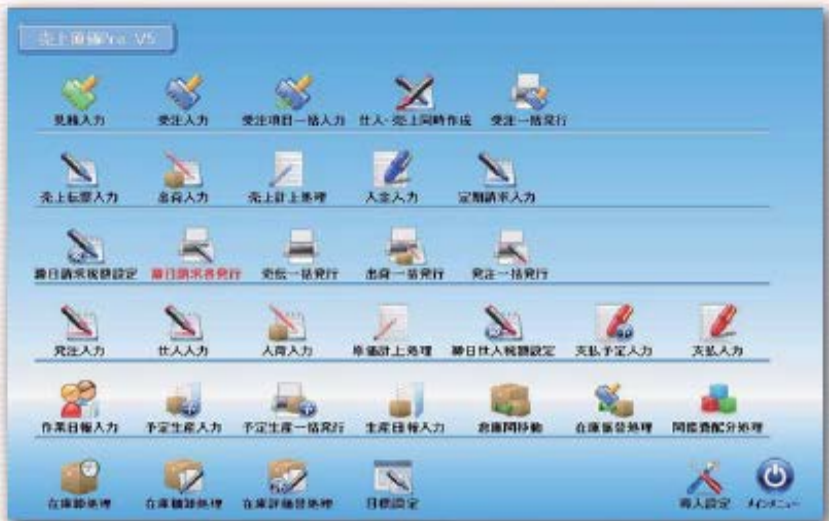 売上原価Pro V5
見積入力 受注入力 受注項目一括入力 仕入・売上同時作成 受注一括発行
売上伝票入力 出荷入力 売上計上処理 入金入力 定期請求入力
締日請求税額設定 締日請求書発行 売伝一括発行 出荷一括発行 発注一括発行
発注入力 仕入入力 入荷入力 原価計上処理 締日仕入税額設定 支払予定入力 支払入力
作業日報入力 予定生産入力 予定生産一括発行 生産日報入力 倉庫間移動 在庫振替処理 間接費配分処理
在庫締処理 在庫棚卸処理 在庫評価替処理 目標設定 導入設定 メインメニュー